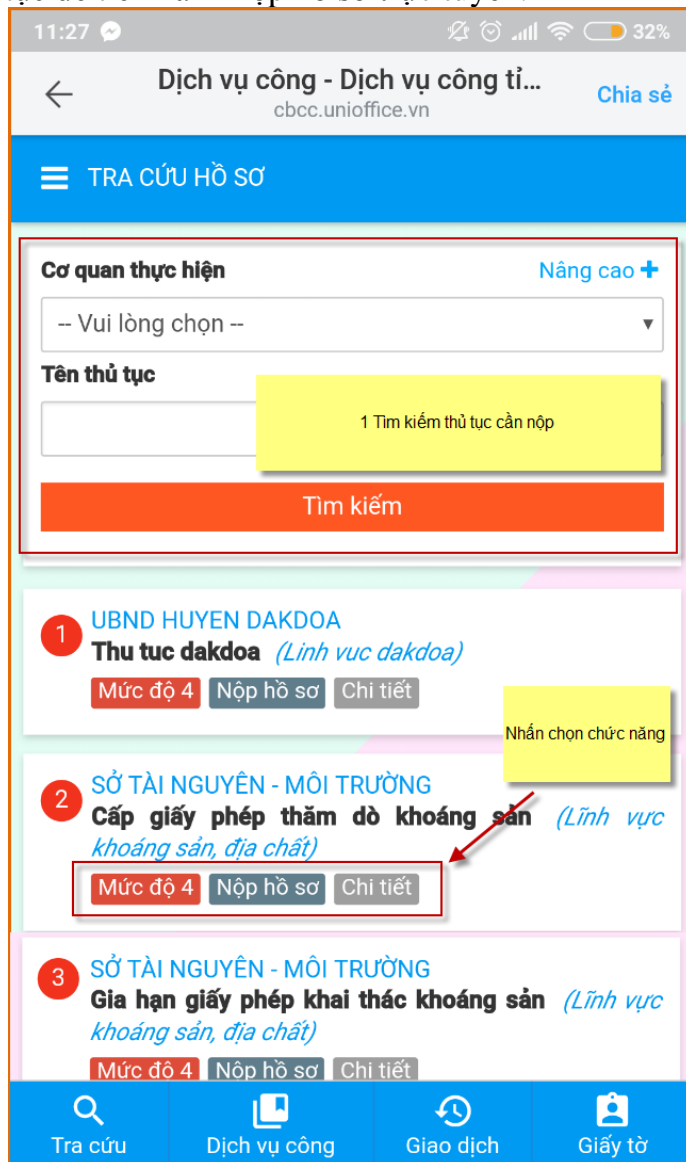 11:27
32%
Dịch vụ công - Dịch vụ công tỉ...
cbcc.unioffice.vn
Chia sẻ
TRA CỨU HỒ SƠ
Cơ quan thực hiện
Nâng cao +
-- Vui lòng chọn --
Tên thủ tục
1 Tìm kiếm thủ tục cần nộp
Tìm kiếm
1
UBND HUYEN DAKDOA
Thu tuc dakdoa (Linh vuc dakdoa)
Mức độ 4 Nộp hồ sơ Chi tiết
Nhấn chọn chức năng
2
SỞ TÀI NGUYÊN - MÔI TRƯỜNG
Cấp giấy phép thăm dò khoáng sản (Lĩnh vực
khoáng sản, địa chất)
Mức độ 4 Nộp hồ sơ Chi tiết
3
SỞ TÀI NGUYÊN - MÔI TRƯỜNG
Gia hạn giấy phép khai thác khoáng sản (Lĩnh vực
khoáng sản, địa chất)
Mức độ 4 Nộp hồ sơ Chi tiết
Tra cứu Dịch vụ công Giao dịch Giấy tờ